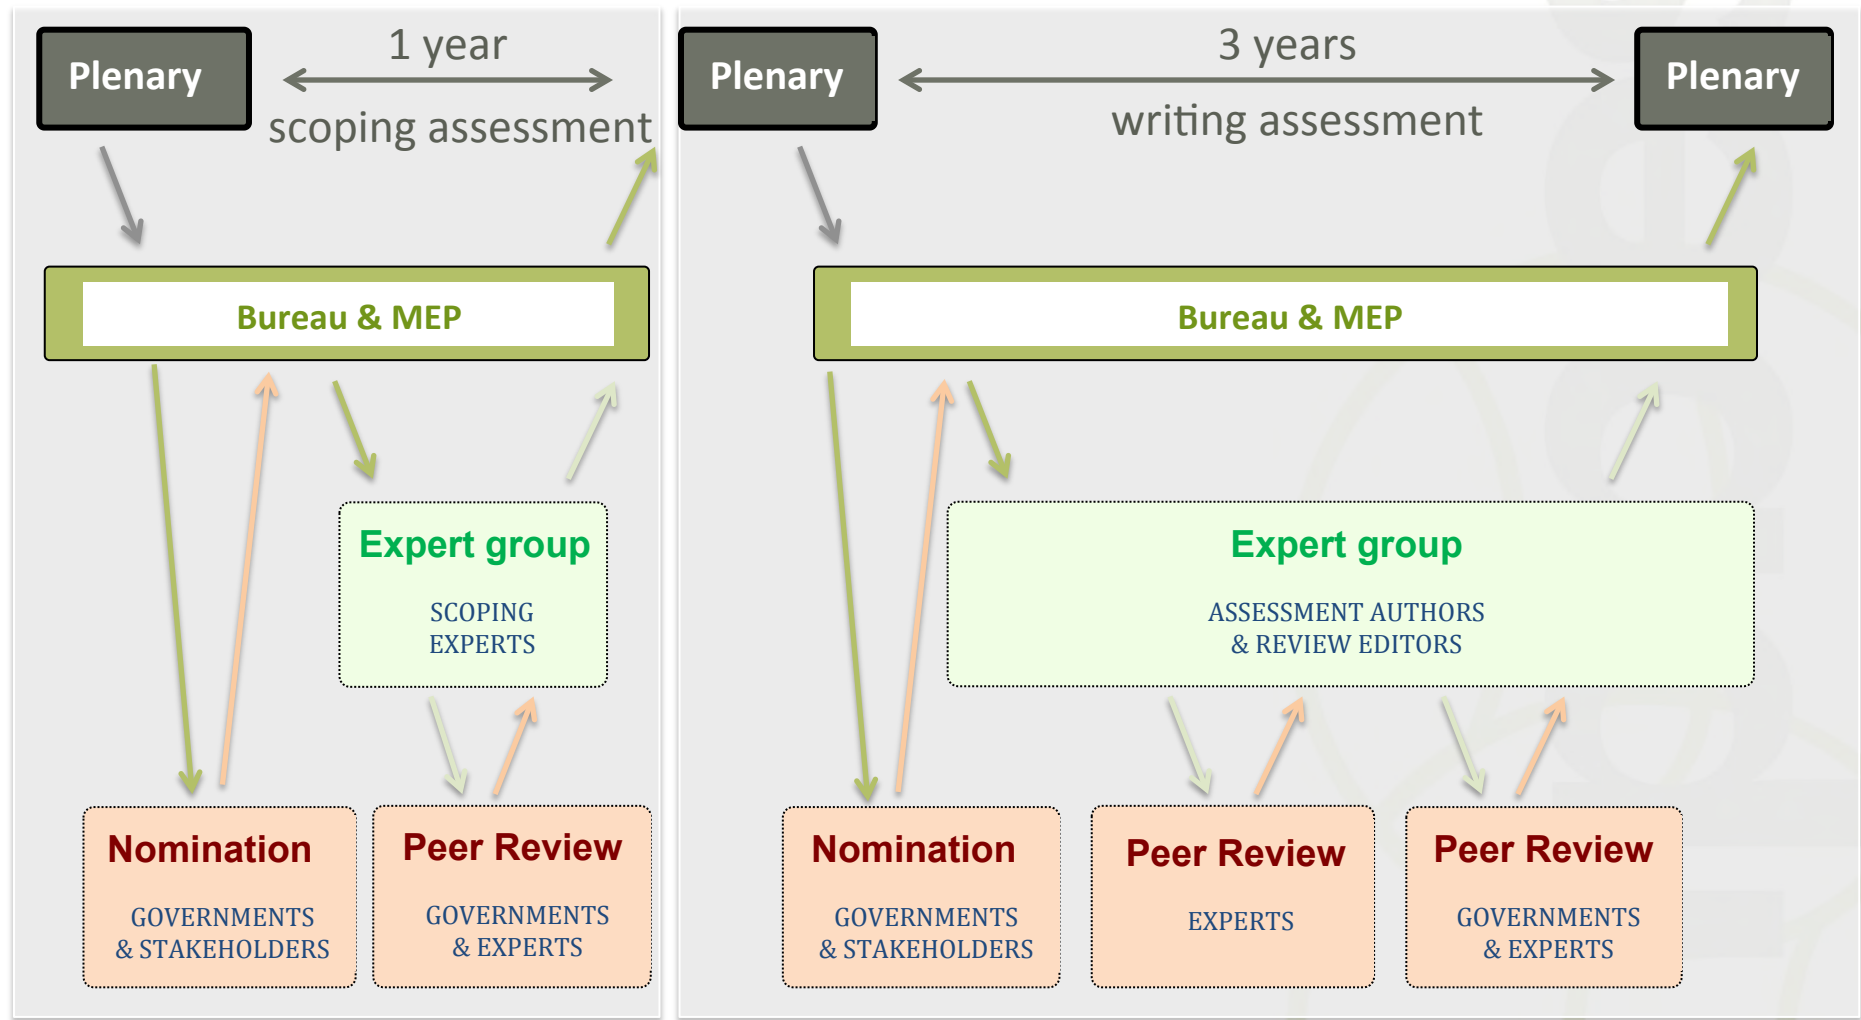 Plenary
1 year
scoping assessment
Bureau & MEP
Expert group
SCOPING
EXPERTS
Nomination
GOVERNMENTS
& STAKEHOLDERS
Peer Review
GOVERNMENTS
& EXPERTS
Plenary
3 years
writing assessment
Plenary
Bureau & MEP
Expert group
ASSESSMENT AUTHORS
& REVIEW EDITORS
Nomination
GOVERNMENTS
& STAKEHOLDERS
Peer Review
EXPERTS
Peer Review
GOVERNMENTS
& EXPERTS